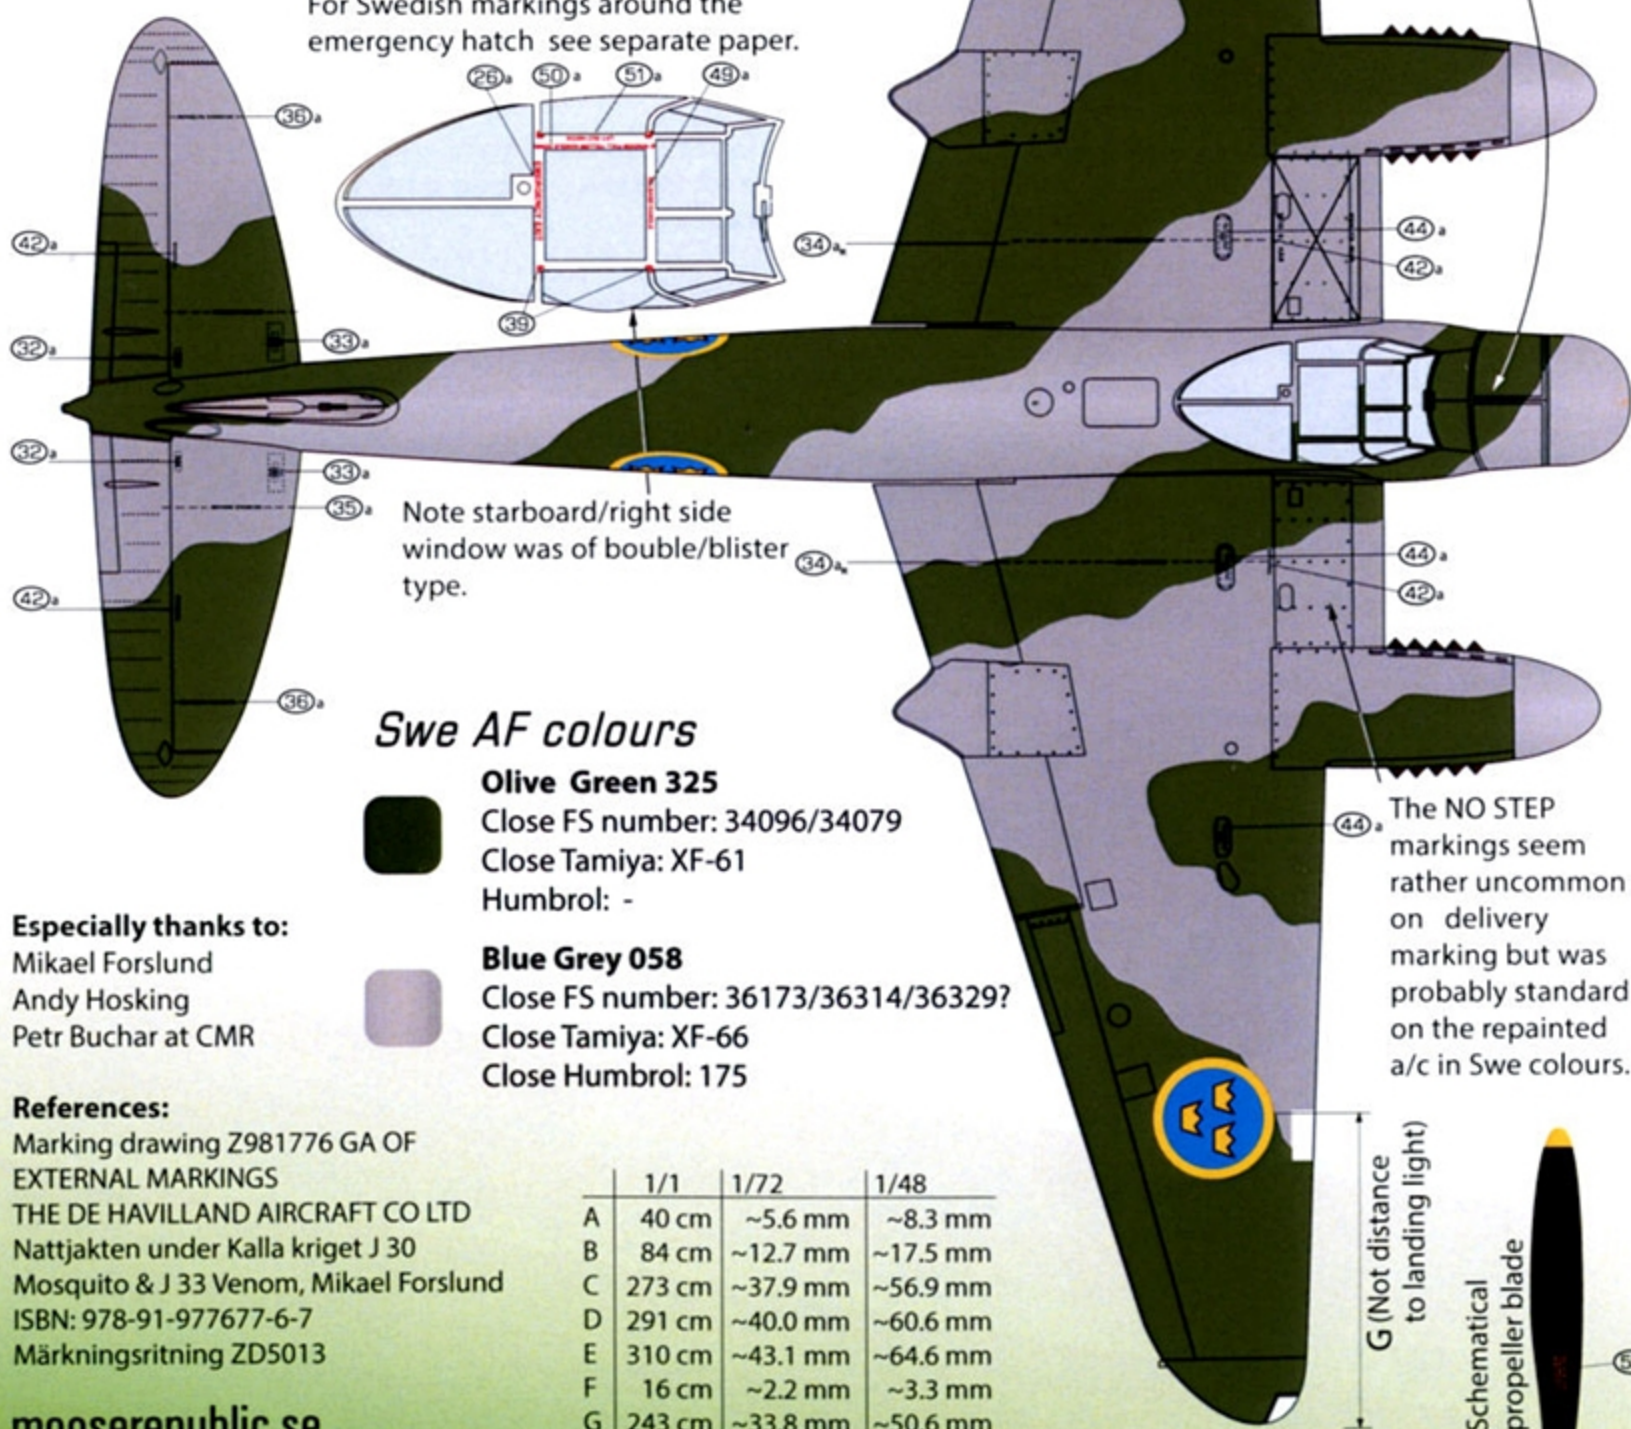 For Swedish markings around the
emergency hatch see separate paper.
26a 50a 51a 49a
36a
42a
34a
44a
42a
39
32a
33a
32a
33a
35a
Note starboard/right side
window was of bouble/blister
type.
34a
44a
42a
42a
36a
Swe AF colours
Olive Green 325
Close FS number: 34096/34079
Close Tamiya: XF-61
Humbrol: -
Blue Grey 058
Close FS number: 36173/36314/36329?
Close Tamiya: XF-66
Close Humbrol: 175
44a
The NO STEP
markings seem
rather uncommon
on delivery
marking but was
probably standard
on the repainted
a/c in Swe colours.
Especially thanks to:
Mikael Forslund
Andy Hosking
Petr Buchar at CMR
References:
Marking drawing Z981776 GA OF
EXTERNAL MARKINGS
THE DE HAVILLAND AIRCRAFT CO LTD
Nattjakten under Kalla kriget J 30
Mosquito & J 33 Venom, Mikael Forslund
ISBN: 978-91-977677-6-7
Märkningsritning ZD5013
mooserepublic.se
1/1 1/72 1/48
A 40 cm ~5.6 mm ~8.3 mm
B 84 cm ~12.7 mm ~17.5 mm
C 273 cm ~37.9 mm ~56.9 mm
D 291 cm ~40.0 mm ~60.6 mm
E 310 cm ~43.1 mm ~64.6 mm
F 16 cm ~2.2 mm ~3.3 mm
G 243 cm ~33.8 mm ~50.6 mm
G (Not distance
to landing light)
Schematical
propeller blade